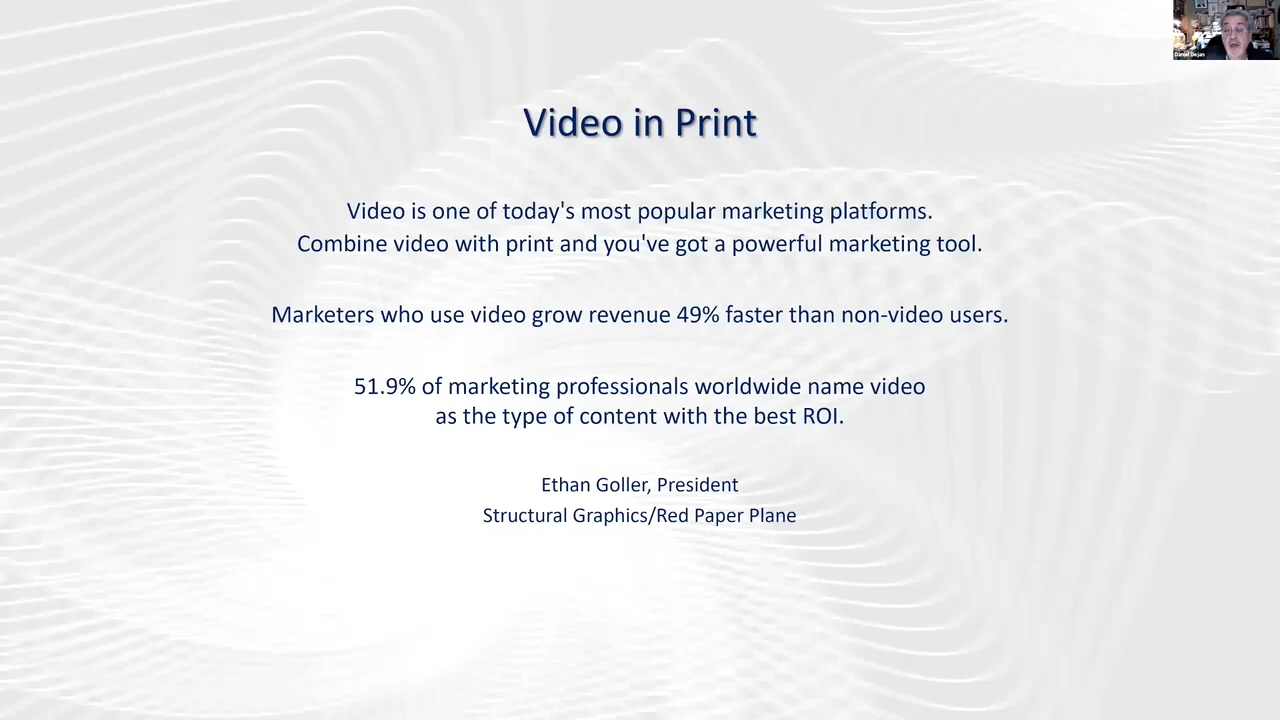 Daniel Dejan
Video in Print
Video is one of today's most popular marketing platforms.
Combine video with print and you've got a powerful marketing tool.
Marketers who use video grow revenue 49% faster than non-video users.
51.9% of marketing professionals worldwide name video
as the type of content with the best ROI.
Ethan Goller, President
Structural Graphics/Red Paper Plane